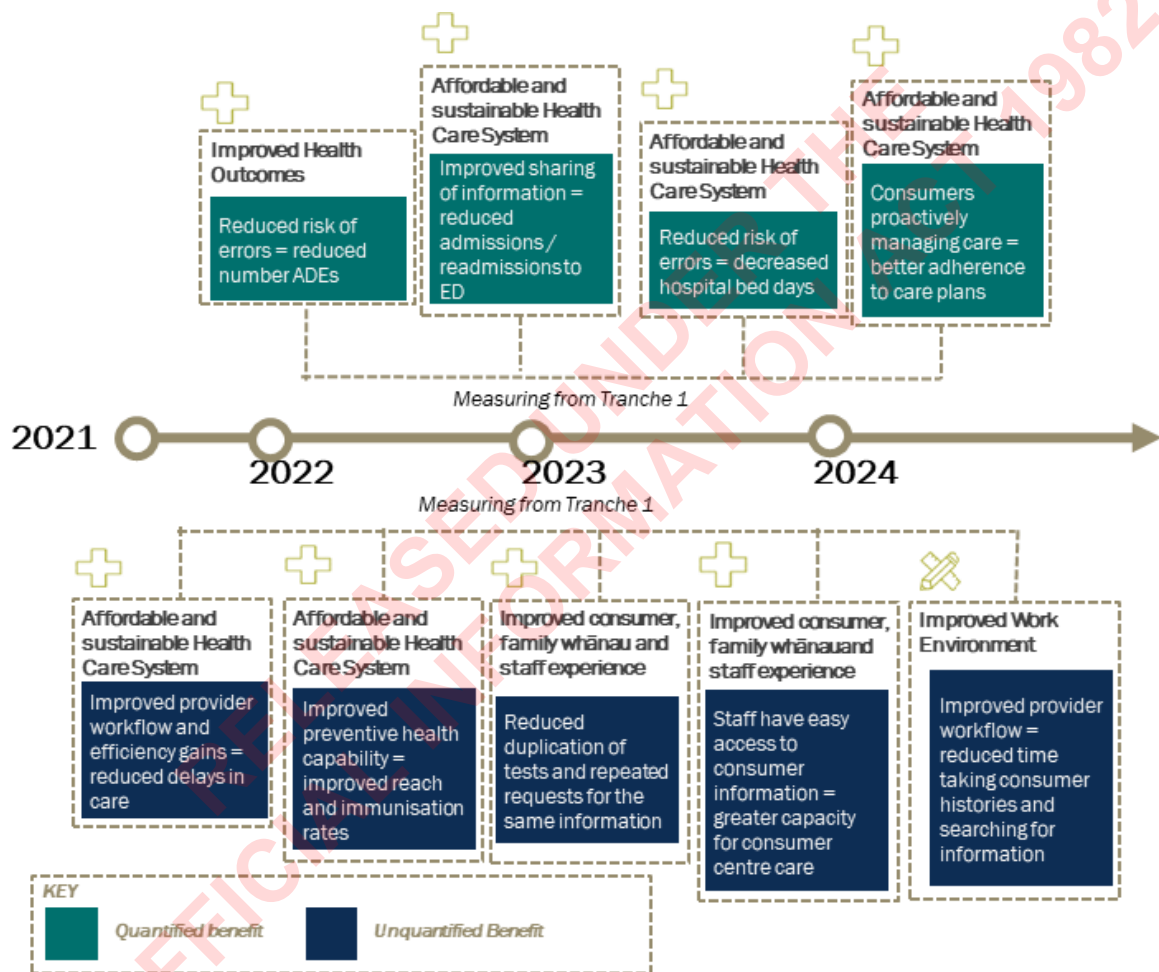 Improved Health
Outcomes
Reduced risk of
errors = reduced
number ADEs
Affordable and
sustainable Health
Care System
Improved sharing
of information =
reduced
admissions /
readmissions to
ED
Affordable and
sustainable Health
Care System
Reduced risk of
errors = decreased
hospital bed days
Affordable and
sustainable Health
Care System
Consumers
proactively
managing care =
better adherence
to care plans
Measuring from Tranche 1
2021
2022
2023
2024
Measuring from Tranche 1
Affordable and
sustainable Health
Care System
Improved provider
workflow and
efficiency gains =
reduced delays in
care
Affordable and
sustainable Health
Care System
Improved
preventive health
capability =
improved reach
and immunisation
rates
Improved consumer,
family whānau and
staff experience
Reduced
duplication of
tests and repeated
requests for the
same information
Improved consumer,
family whānauand
staff experience
Staff have easy
access to
consumer
information =
greater capacity
for consumer
centre care
Improved Work
Environment
Improved provider
workflow =
reduced time
taking consumer
histories and
searching for
information
KEY
Quantified benefit
Unquantified Benefit
RELEASED UNDER THE
OFFICIAL INFORMATION ACT 1982